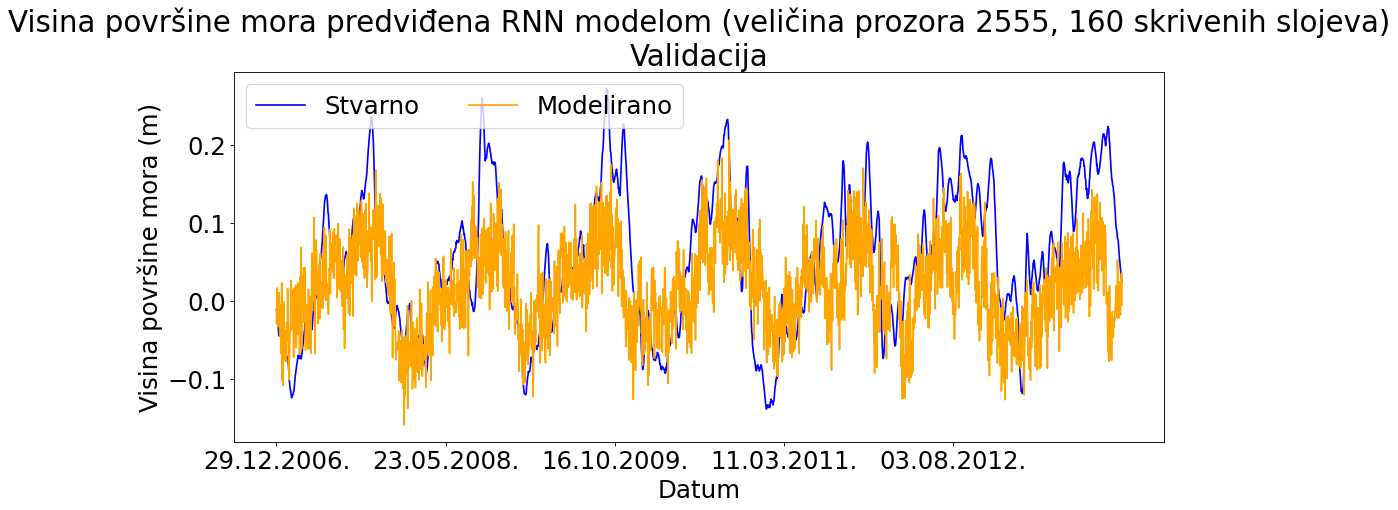 Visina površine mora predviđena RNN modelom (veličina prozora 2555, 160 skrivenih slojeva)
Validacija
Stvarno Modelirano
Visina površine mora (m)
0.2
0.1
0.0
−0.1
29.12.2006. 23.05.2008. 16.10.2009. 11.03.2011. 03.08.2012.
Datum